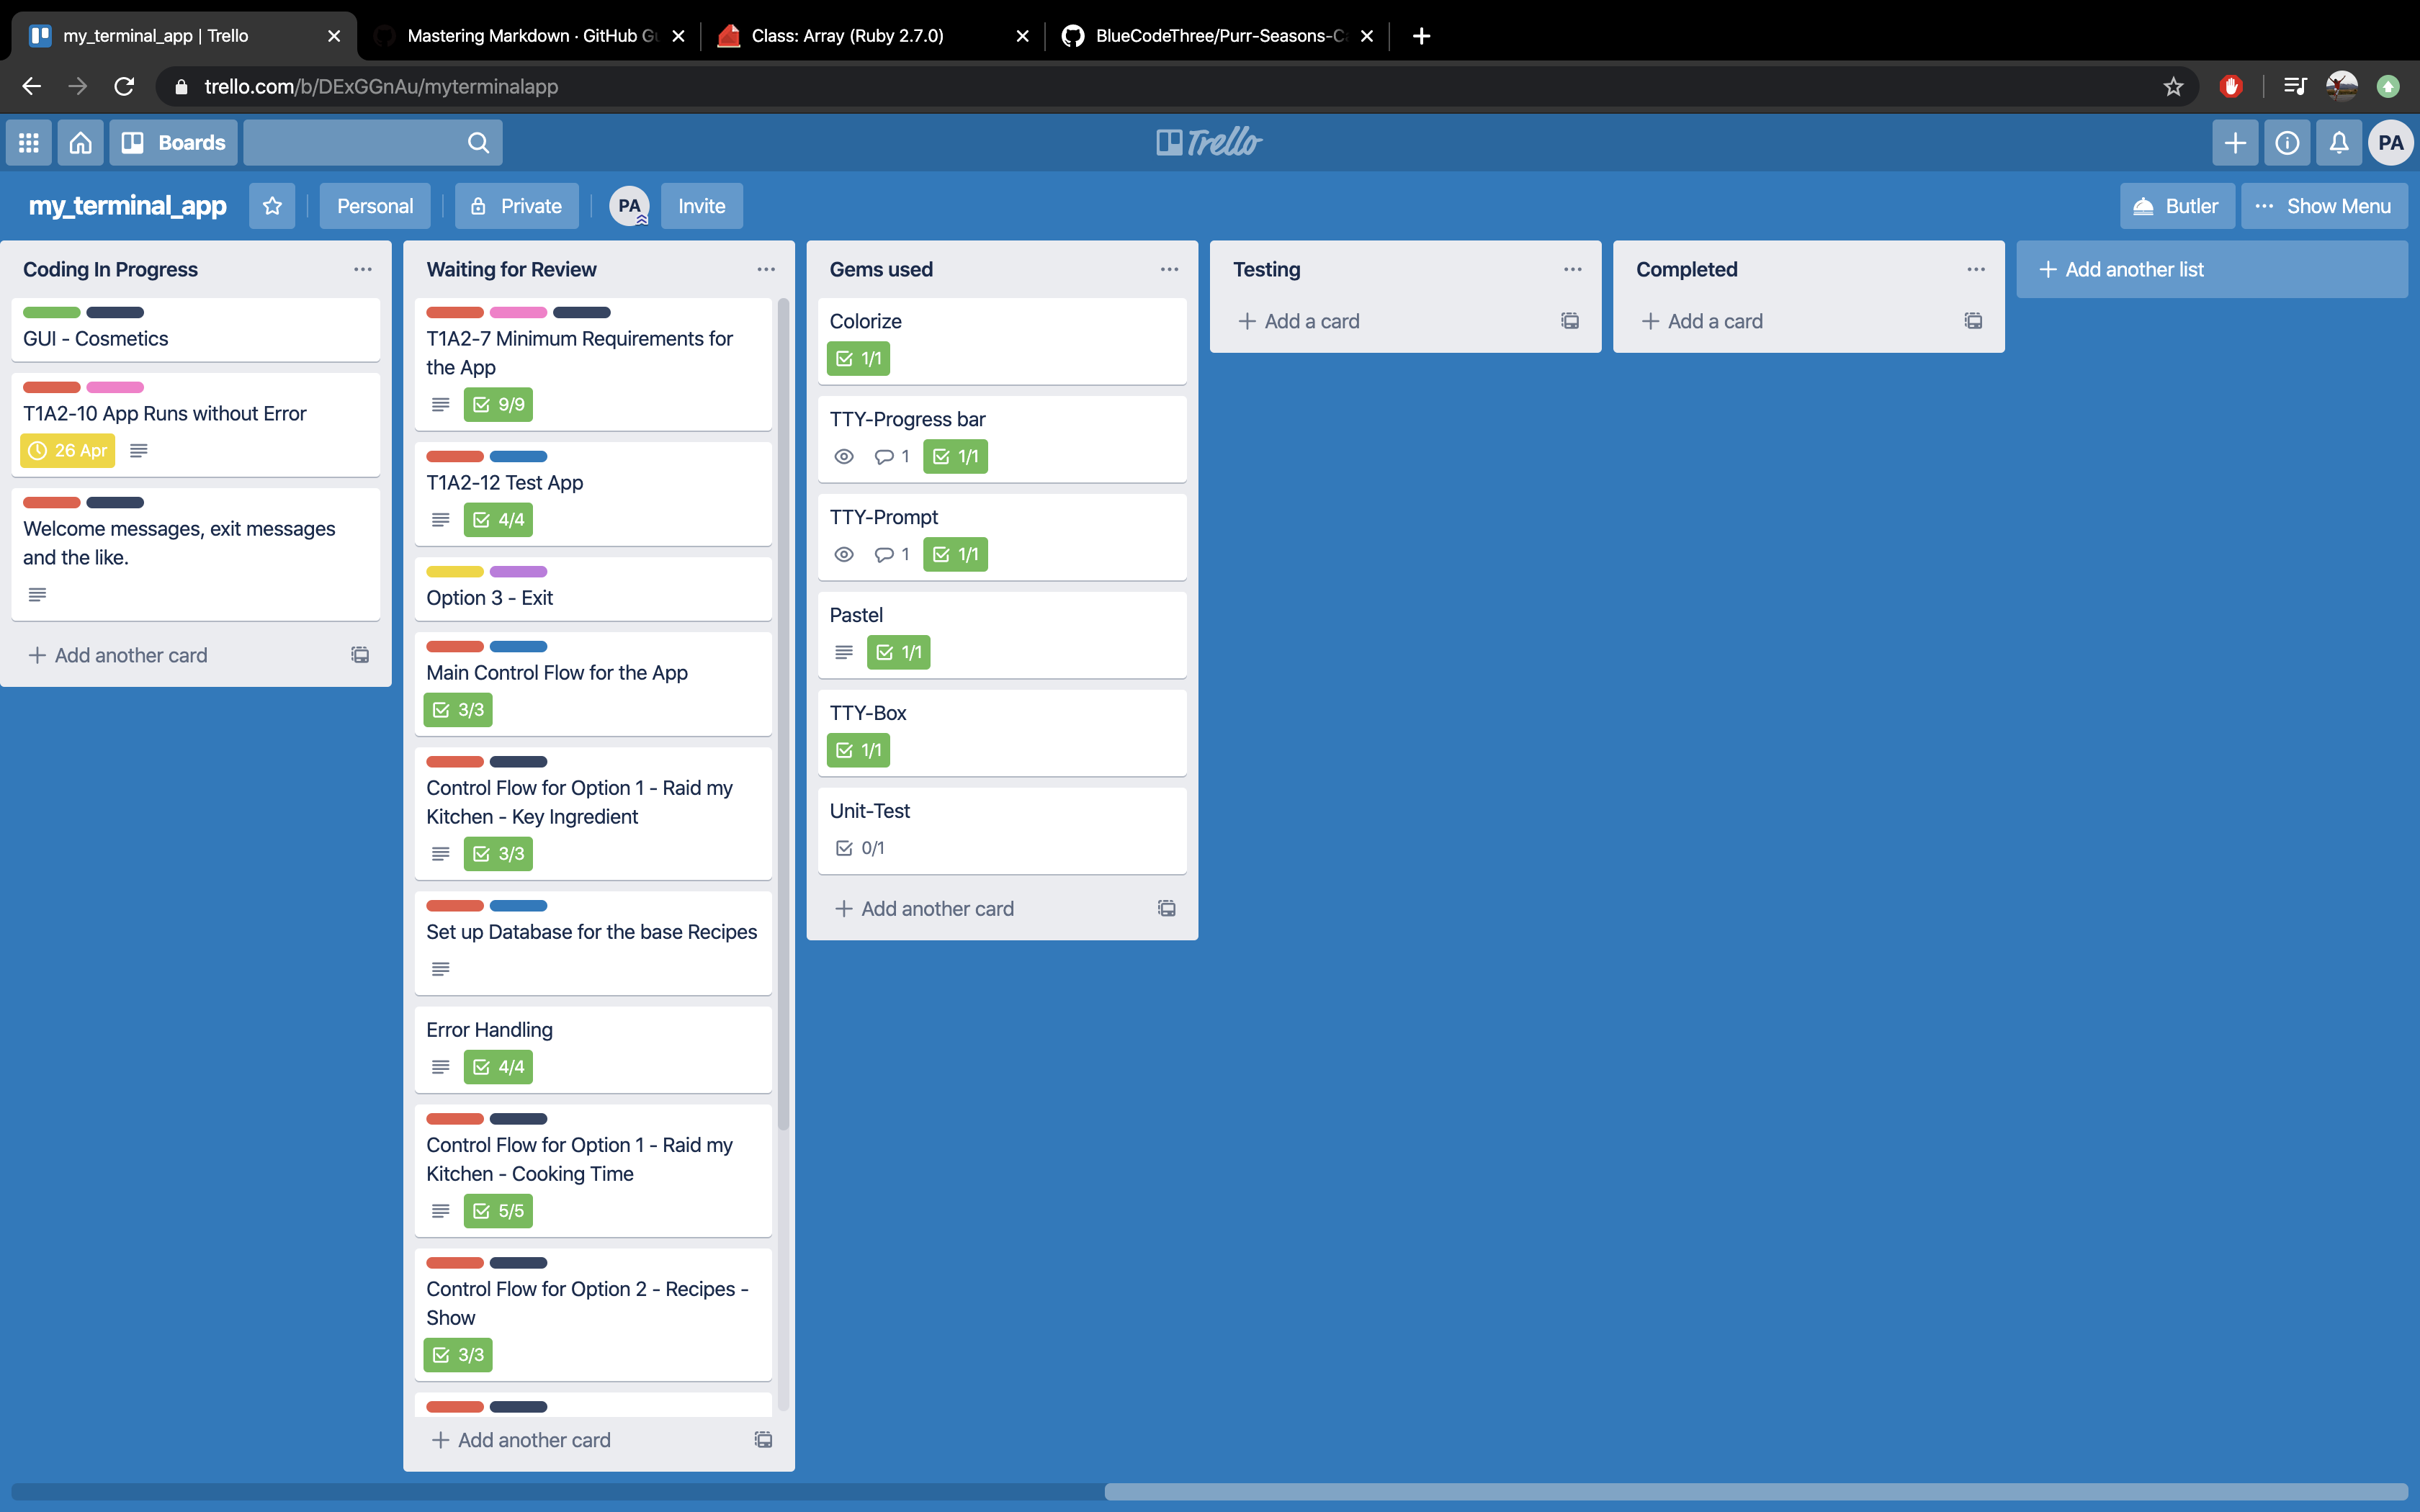 my_terminal_app | Trello
Mastering Markdown · GitHub Gu
Class: Array (Ruby 2.7.0)
BlueCodeThree/Purr-Seasons-C
trello.com/b/DExGGnAu/myterminalapp
Boards
Trello
PA
my_terminal_app
Personal
Private
PA
Invite
Butler
Show Menu
Coding In Progress
GUI - Cosmetics
T1A2-10 App Runs without Error
26 Apr
Welcome messages, exit messages
and the like.
Add another card
Waiting for Review
T1A2-7 Minimum Requirements for
the App
9/9
T1A2-12 Test App
4/4
Option 3 - Exit
Main Control Flow for the App
3/3
Control Flow for Option 1 - Raid my
Kitchen - Key Ingredient
3/3
Set up Database for the base Recipes
Error Handling
4/4
Control Flow for Option 1 - Raid my
Kitchen - Cooking Time
5/5
Control Flow for Option 2 - Recipes -
Show
3/3
Add another card
Gems used
Colorize
1/1
TTY-Progress bar
1
1/1
TTY-Prompt
1
1/1
Pastel
1/1
TTY-Box
1/1
Unit-Test
0/1
Add another card
Testing
Add a card
Completed
Add a card
Add another list